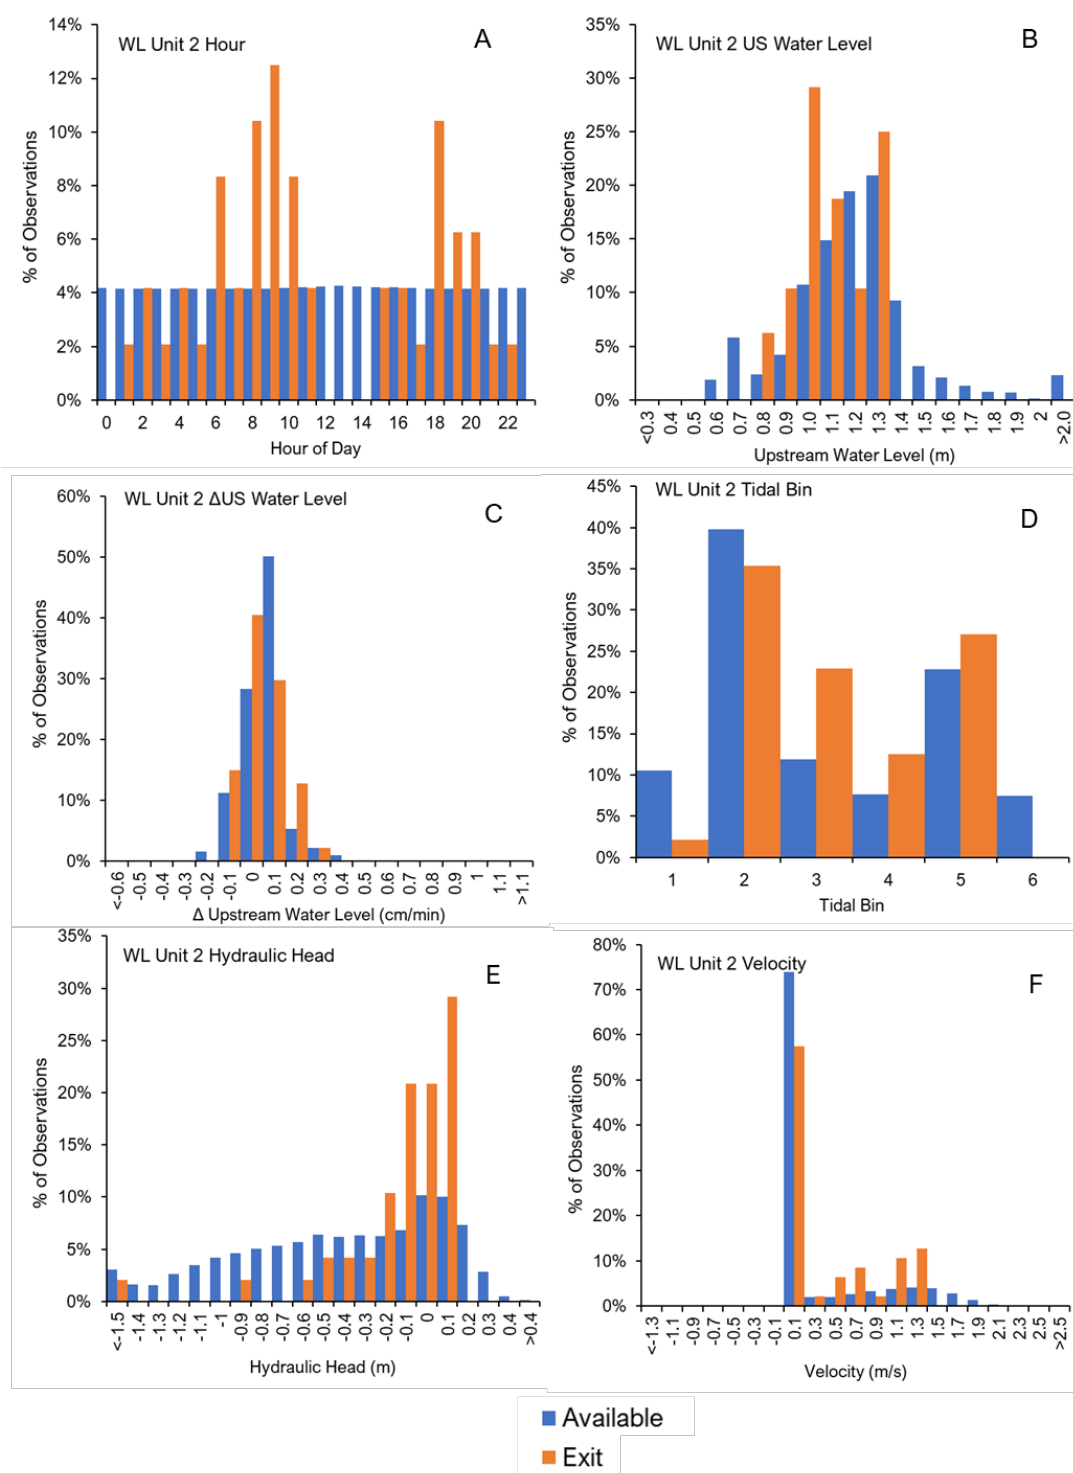 WL Unit 2 Hour
A
14%
12%
10%
8%
6%
4%
2%
0%
% of Observations
0 2 4 6 8 10 12 14 16 18 20 22
Hour of Day
WL Unit 2 US Water Level
B
35%
30%
25%
20%
15%
10%
5%
0%
% of Observations
<0.3 0.4 0.5 0.6 0.7 0.8 0.9 1.0 1.1 1.2 1.3 1.4 1.5 1.6 1.7 1.8 1.9 2 >2.0
Upstream Water Level (m)
WL Unit 2 ΔUS Water Level
C
60%
50%
40%
30%
20%
10%
0%
% of Observations
<-0.6 -0.5 -0.4 -0.3 -0.2 -0.1 0 0.1 0.2 0.3 0.4 0.5 0.6 0.7 0.8 0.9 1 1.1 >1.1
Δ Upstream Water Level (cm/min)
WL Unit 2 Tidal Bin
D
45%
40%
35%
30%
25%
20%
15%
10%
5%
0%
% of Observations
1 2 3 4 5 6
Tidal Bin
WL Unit 2 Hydraulic Head
E
35%
30%
25%
20%
15%
10%
5%
0%
% of Observations
<-1.5 -1.4 -1.3 -1.2 -1.1 -1 -0.9 -0.8 -0.7 -0.6 -0.5 -0.4 -0.3 -0.2 -0.1 0 0.1 0.2 0.3 0.4 >0.4
Hydraulic Head (m)
WL Unit 2 Velocity
F
80%
70%
60%
50%
40%
30%
20%
10%
0%
% of Observations
<-1.3 -1.1 -0.9 -0.7 -0.5 -0.3 -0.1 0.1 0.3 0.5 0.7 0.9 1.1 1.3 1.5 1.7 1.9 2.1 2.3 2.5 >2.5
Velocity (m/s)
Available
Exit